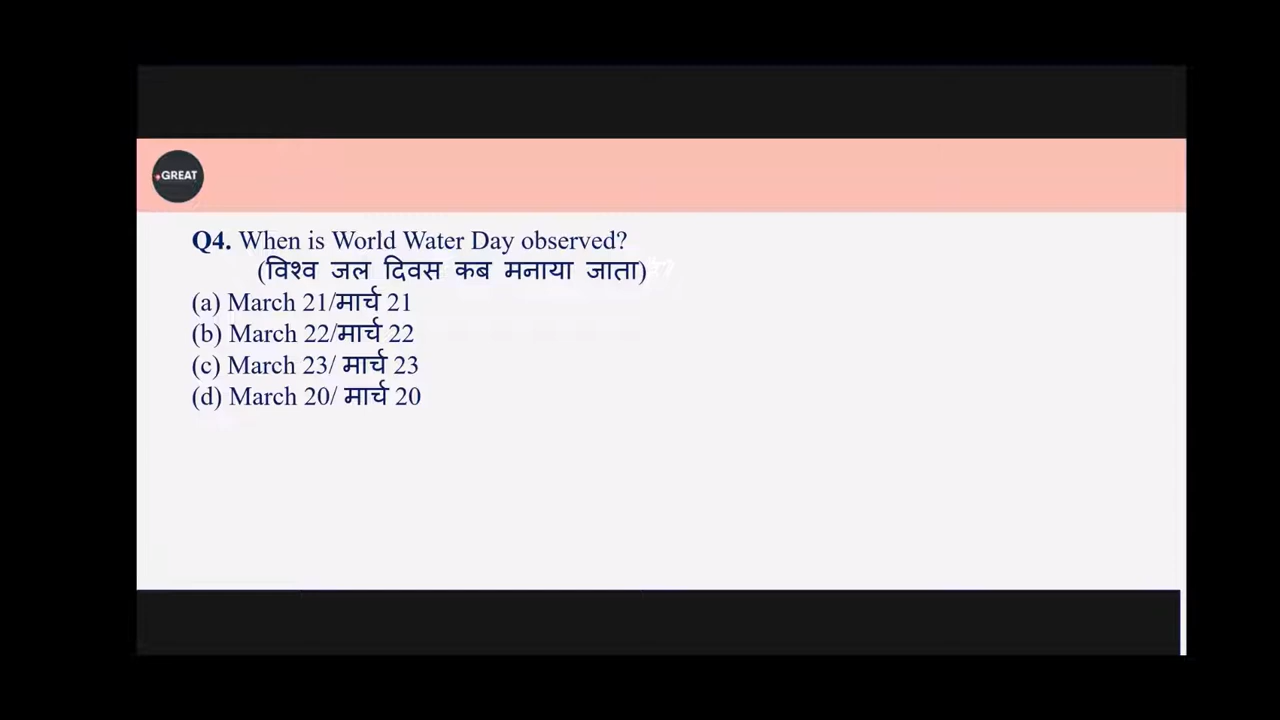 GREAT
Q4. When is World Water Day observed?
(विश्व जल दिवस कब मनाया जाता)
(a) March 21/मार्च 21
(b) March 22/मार्च 22
(c) March 23/ मार्च 23
(d) March 20/ मार्च 20